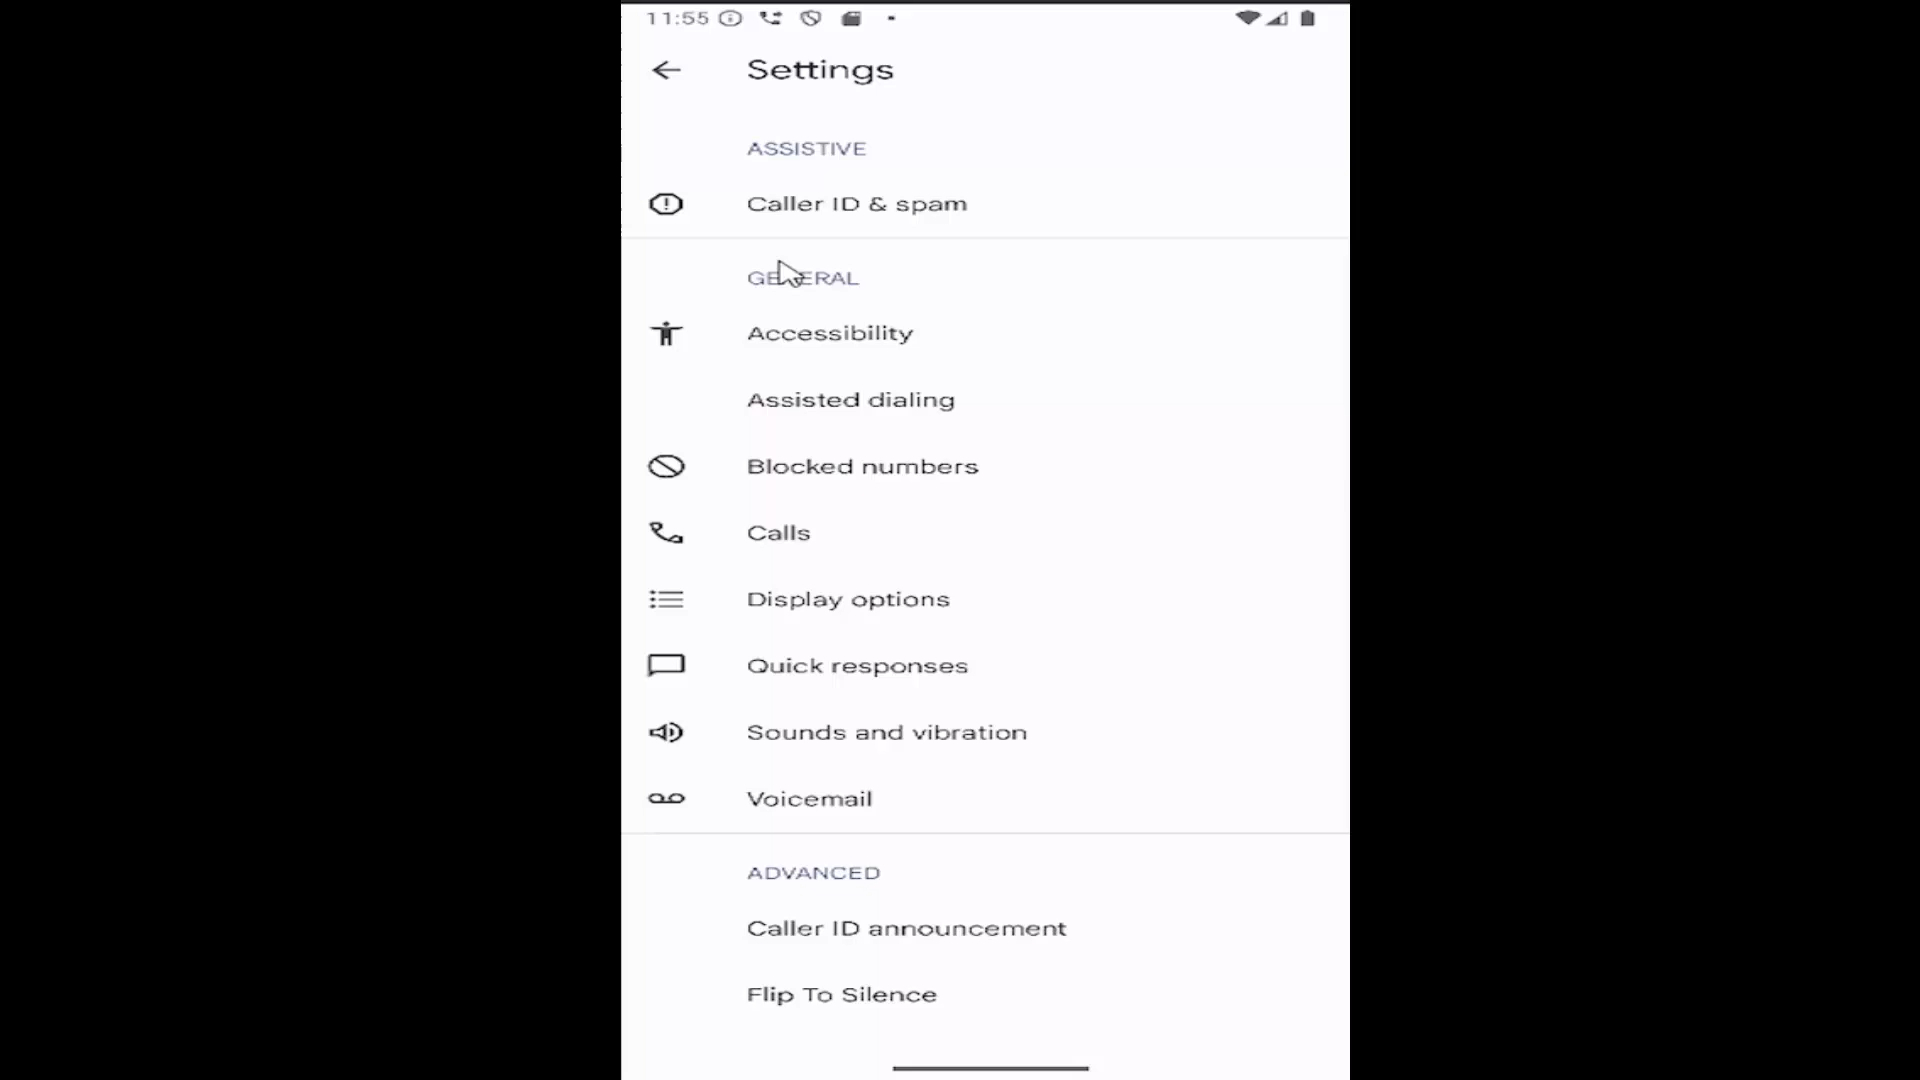 11:55
Settings
ASSISTIVE
Caller ID & spam
GENERAL
Accessibility
Assisted dialing
Blocked numbers
Calls
Display options
Quick responses
Sounds and vibration
Voicemail
ADVANCED
Caller ID announcement
Flip To Silence